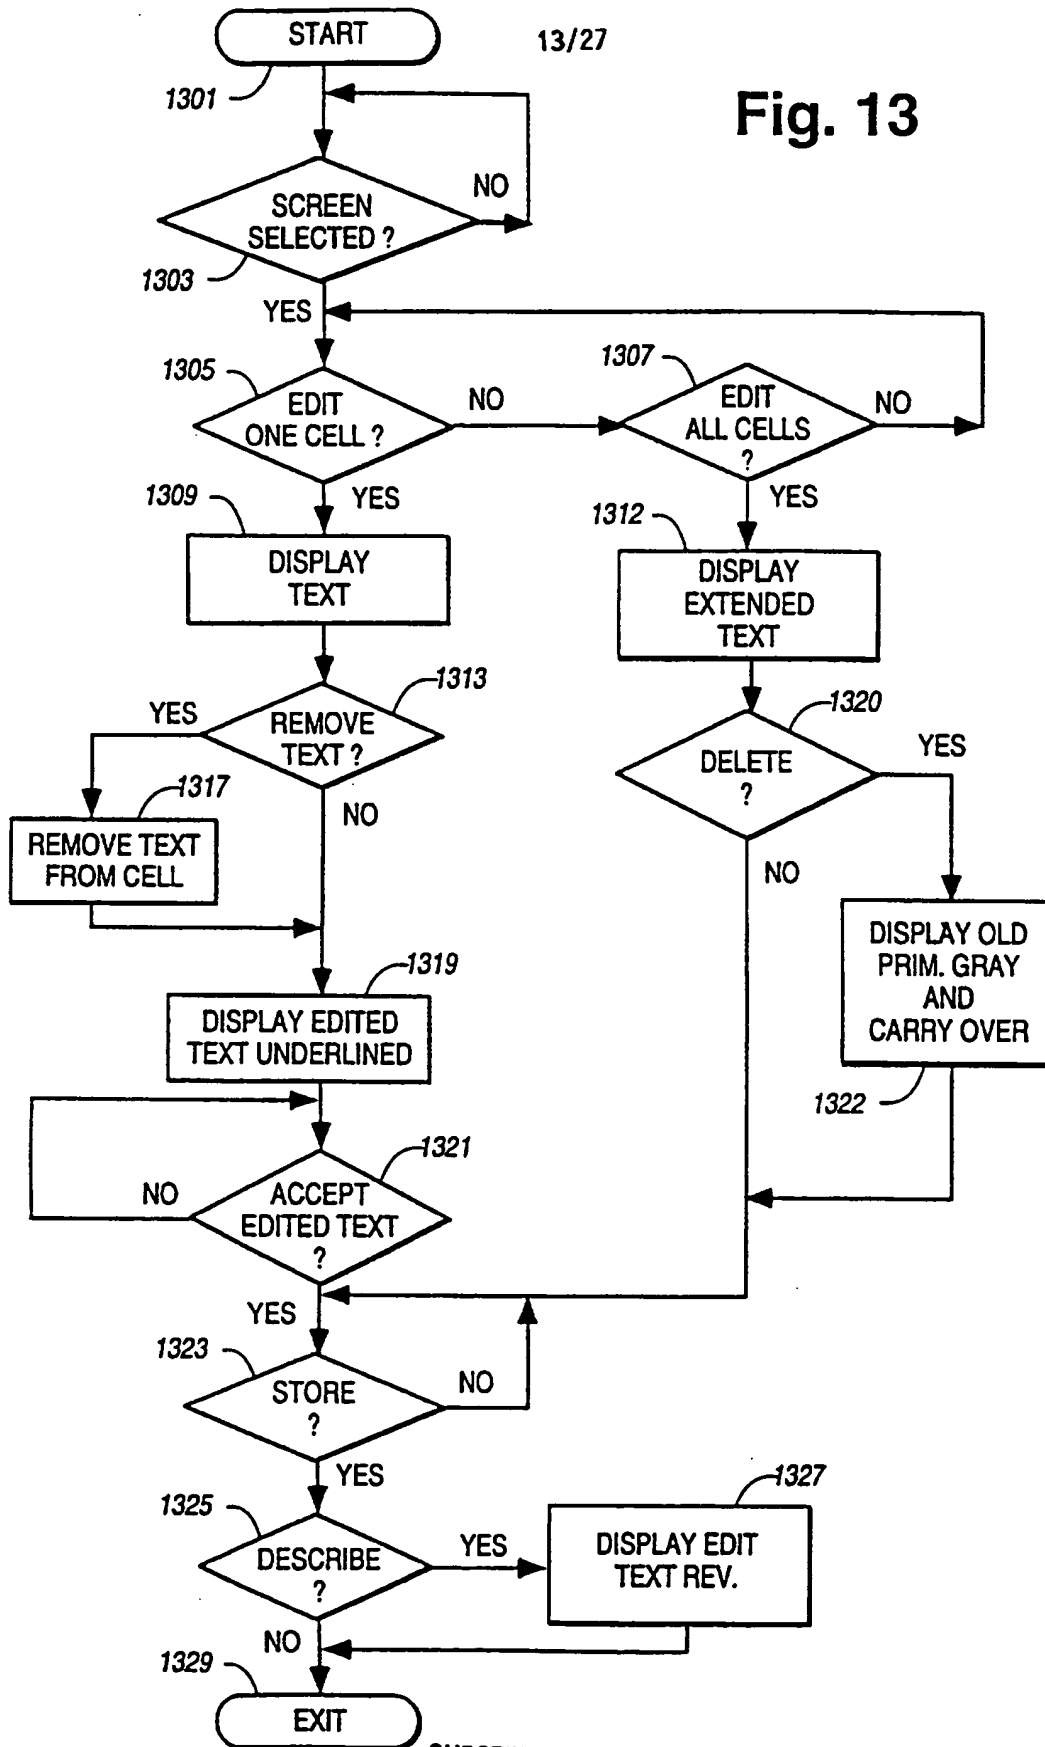 START
13/27
1301
Fig. 13
NO
SCREEN
SELECTED ?
1303
YES
1305
1307
EDIT
ONE CELL ?
NO
EDIT
ALL CELLS
?
NO
YES
YES
1309
1312
DISPLAY
TEXT
DISPLAY
EXTENDED
TEXT
1313
YES
REMOVE
TEXT ?
1320
DELETE
?
YES
1317
NO
REMOVE TEXT
FROM CELL
NO
DISPLAY OLD
PRIM. GRAY
AND
CARRY OVER
1319
DISPLAY EDITED
TEXT UNDERLINED
1322
1321
NO
ACCEPT
EDITED TEXT
?
YES
1323
STORE
?
NO
YES
1325
1327
DESCRIBE
?
YES
DISPLAY EDIT
TEXT REV.
NO
1329
EXIT